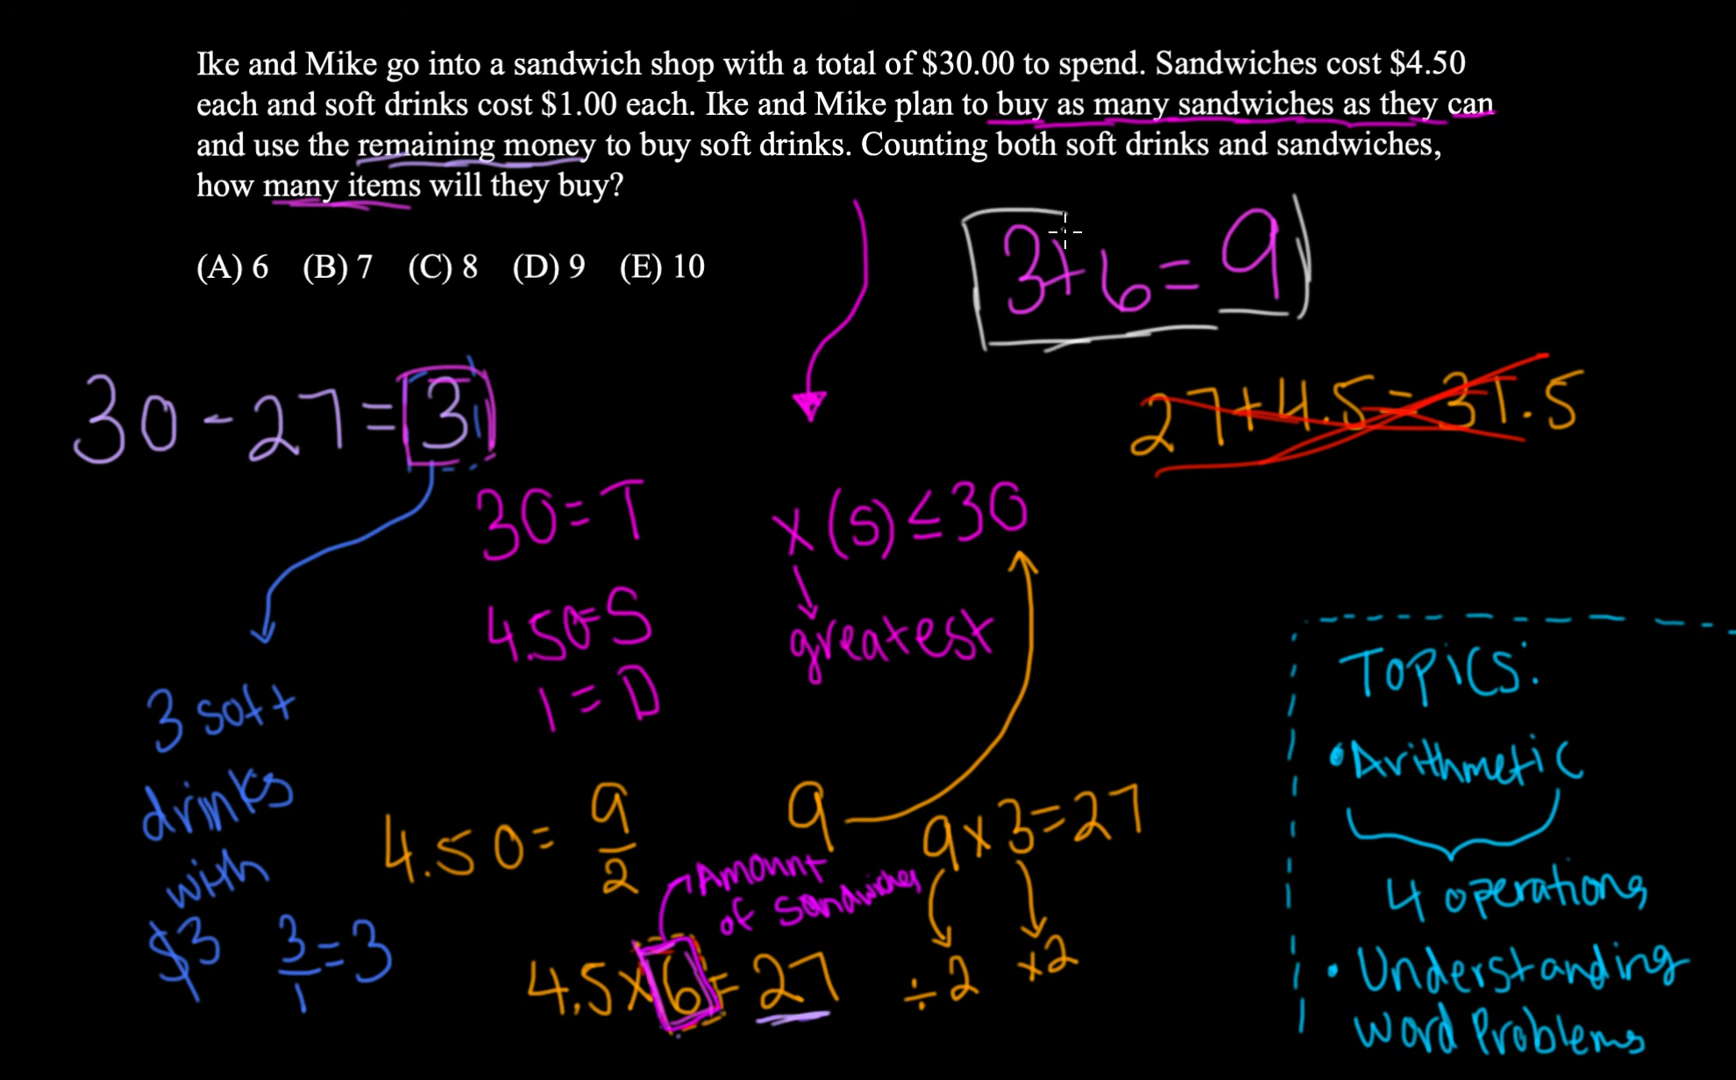 Ike and Mike go into a sandwich shop with a total of $30.00 to spend. Sandwiches cost $4.50
each and soft drinks cost $1.00 each. Ike and Mike plan to buy as many sandwiches as they can
and use the remaining money to buy soft drinks. Counting both soft drinks and sandwiches,
how many items will they buy?
(A) 6 (B) 7 (C) 8 (D) 9 (E) 10
3+6=9
30-27=3
27+4.5=31.5
30=T
x(s)≤30
4.50=S
greatest
1=D
3 soft
drinks
with
$3
3/1=3
4.50=9/2
9
9x3=27
÷2
x2
Amount
of Sandwiches
4.5x6=27
Topics:
• Arithmetic
4 operations
• Understanding
Word Problems